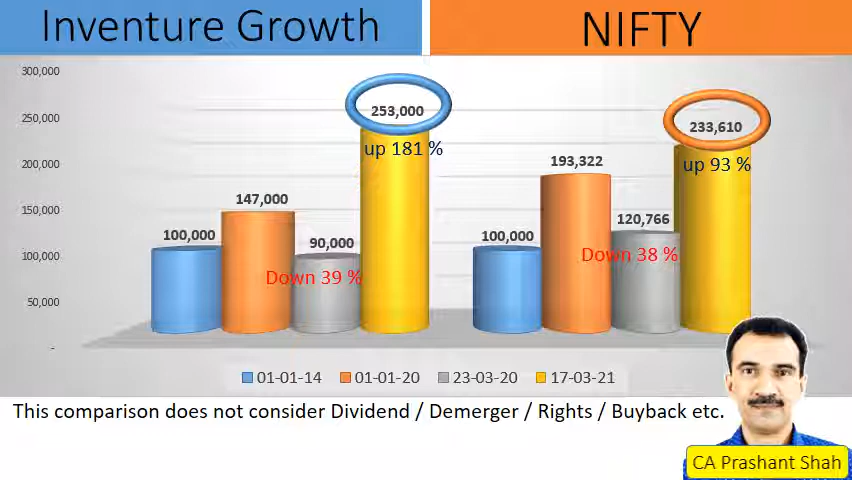 Inventure Growth
NIFTY
300,000
250,000
200,000
150,000
100,000
50,000
-
100,000
147,000
90,000
253,000
Down 39 %
up 181 %
100,000
193,322
120,766
233,610
Down 38 %
up 93 %
01-01-14 01-01-20 23-03-20 17-03-21
This comparison does not consider Dividend / Demerger / Rights / Buyback etc.
CA Prashant Shah